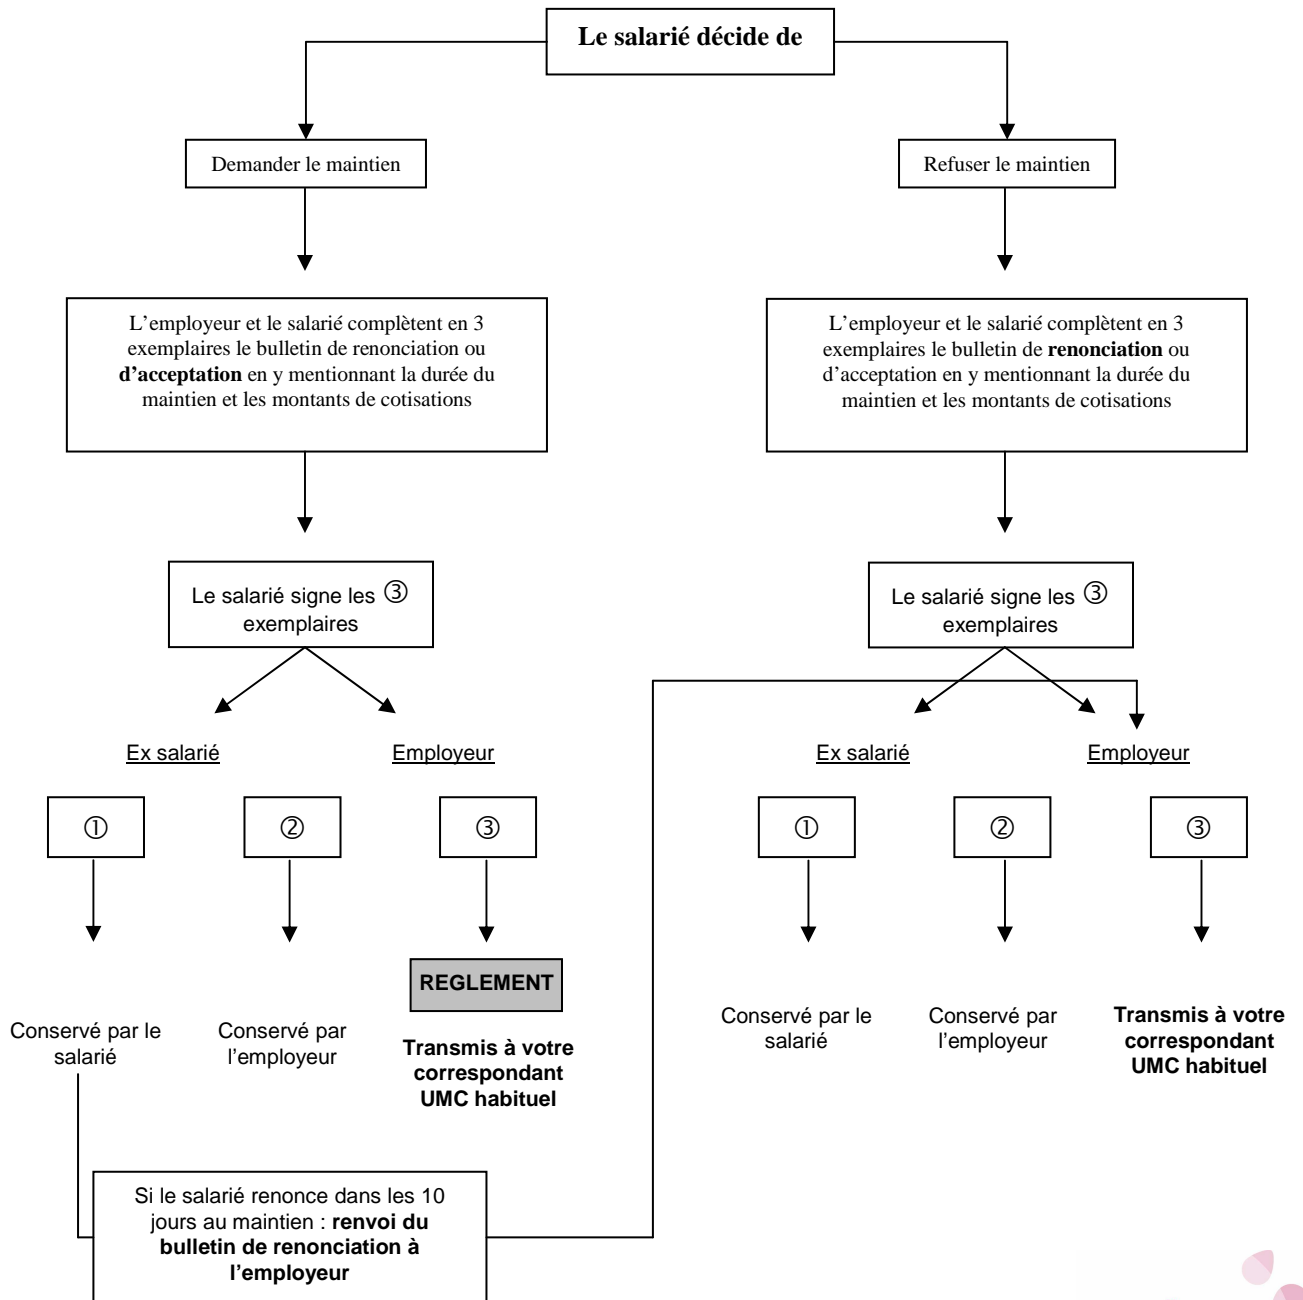 Le salarié décide de
Demander le maintien
Refuser le maintien
L'employeur et le salarié complètent en 3
exemplaires le bulletin de renonciation ou
d'acceptation en y mentionnant la durée du
maintien et les montants de cotisations
L'employeur et le salarié complètent en 3
exemplaires le bulletin de renonciation ou
d'acceptation en y mentionnant la durée du
maintien et les montants de cotisations
Le salarié signe les ③
exemplaires
Le salarié signe les ③
exemplaires
Ex salarié
Employeur
Ex salarié
Employeur
①
②
③
①
②
③
REGLEMENT
Conservé par le
salarié
Conservé par
l'employeur
Transmis à votre
correspondant
UMC habituel
Conservé par le
salarié
Conservé par
l'employeur
Transmis à votre
correspondant
UMC habituel
Si le salarié renonce dans les 10
jours au maintien : renvoi du
bulletin de renonciation à
l'employeur